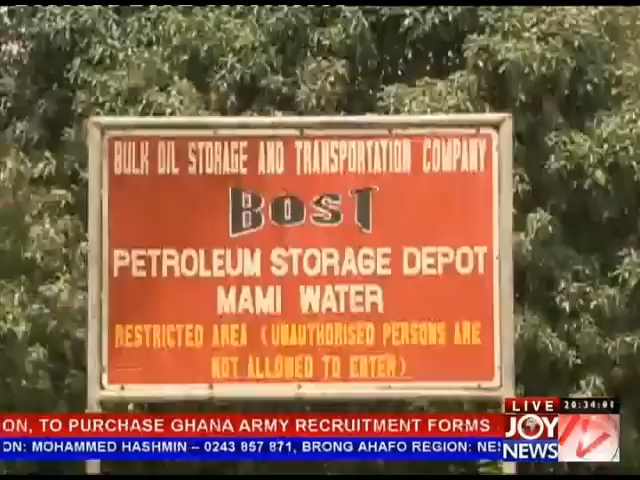 BULK OIL STORAGE AND TRANSPORTATION COMPANY
BOST
PETROLEUM STORAGE DEPOT
MAMI WATER
RESTRICTED AREA (UNAUTHORISED PERSONS ARE
NOT ALLOWED TO ENTER)
LIVE 20:34:01
JOY
NEWS
ON, TO PURCHASE GHANA ARMY RECRUITMENT FORMS
ON: MOHAMMED HASHMIN – 0243 857 871, BRONG AHAFO REGION: NES